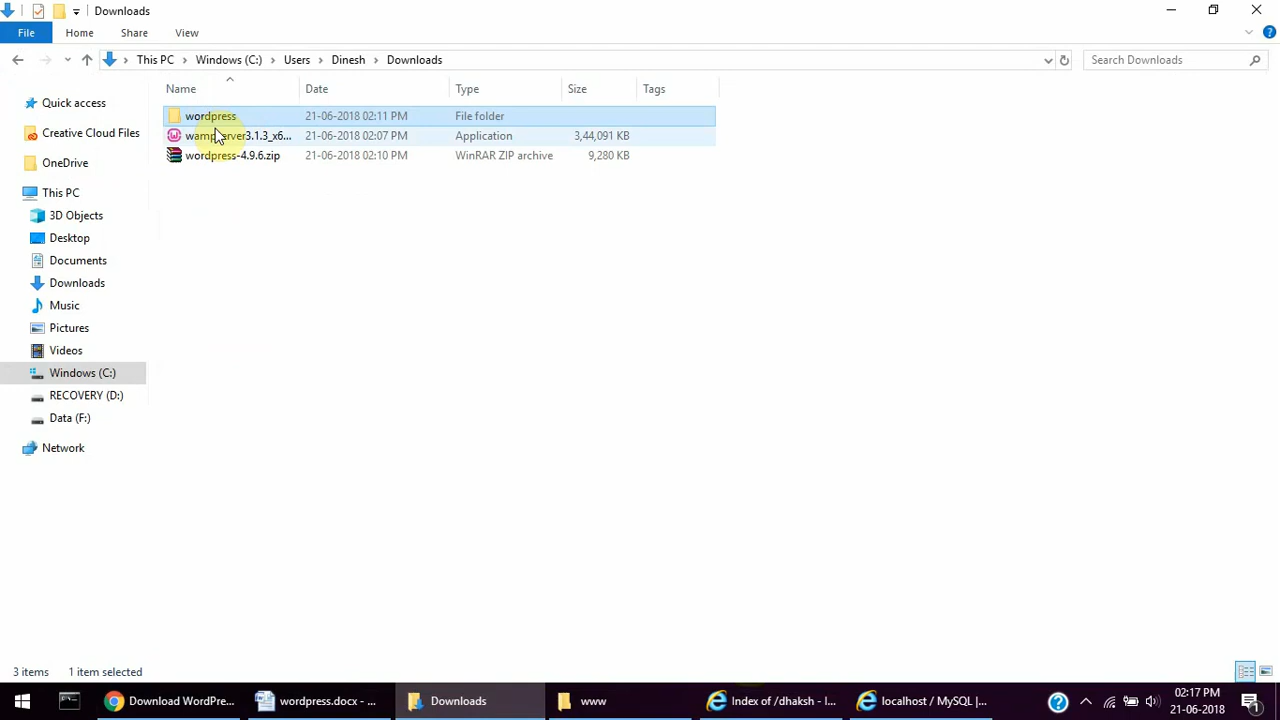 Downloads
File Home Share View
This PC Windows (C:) Users Dinesh Downloads
Search Downloads
Name Date Type Size Tags
wordpress 21-06-2018 02:11 PM File folder
21-06-2018 02:07 PM Application 3,44,091 KB
wordpress-4.9.6.zip 21-06-2018 02:10 PM WinRAR ZIP archive 9,280 KB
Quick access
Creative Cloud Files
OneDrive
This PC
3D Objects
Desktop
Documents
Downloads
Music
Pictures
Videos
Windows (C:)
RECOVERY (D:)
Data (F:)
Network
3 items 1 item selected
Download WordPre... wordpress.docx - ... Downloads www Index of /dhaksh - I... localhost / MySQL |...
02:17 PM
21-06-2018
1